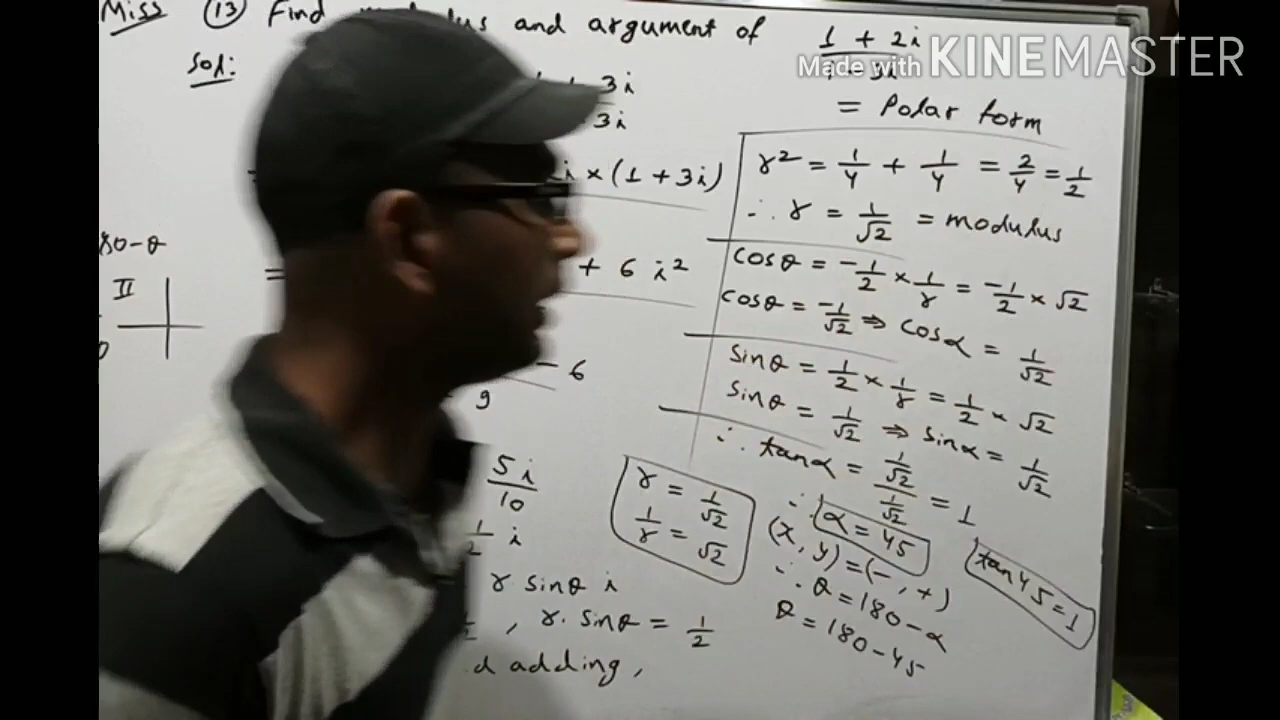 Miss (13) Find and argument of 1 + 2i
Made with KINEMASTER
Sol:
3i
3i
= Polar form
i × (1 + 3i)
80-θ
II
=
+ 6 i²
- 6
9
5i/10
1/2 i
r sinθ i
, r. sinθ = 1/2
d adding,
r² = 1/4 + 1/4 = 2/4 = 1/2
∴ r = 1/√2 = modulus
cosθ = -1/2 × 1/r = -1/2 × √2
cosθ = -1/√2 ⇒ cosα = 1/√2
sinθ = 1/2 × 1/r = 1/2 × √2
sinθ = 1/√2 ⇒ sinα = 1/√2
∴ tanα = 1/√2 / 1/√2 = 1
r = 1/√2
1/r = √2
∴ α = 45
tan 45 = 1
(x, y) = (-, +)
∴ θ = 180 - α
θ = 180 - 45